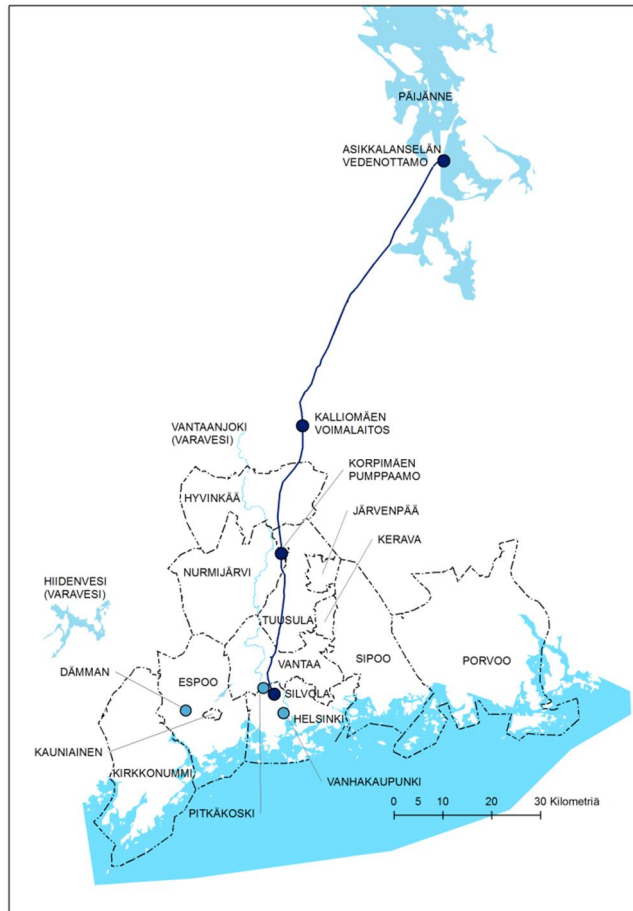 PÄIJÄNNE
ASIKKALANSELÄN
VEDENOTTAMO
KALLIOMÄEN
VOIMALAITOS
VANTAANJOKI
(VARAVESI)
KORPIMÄEN
PUMPPAAMO
HYVINKÄÄ
JÄRVENPÄÄ
KERAVA
NURMIJÄRVI
HIIDENVESI
(VARAVESI)
TUUSULA
VANTAA
SIPOO
PORVOO
DÄMMAN
ESPOO
SILVOLA
HELSINKI
KAUNIAINEN
KIRKKONUMMI
VANHAKAUPUNKI
PITKÄKOSKI
0 5 10 20 30 Kilometriä